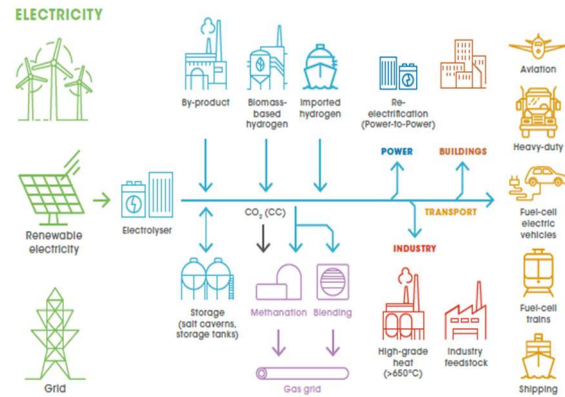 ELECTRICITY
By-product
Biomass-
based
hydrogen
Imported
hydrogen
Re-
electrification
(Power-to-Power)
Aviation
Heavy-duty
POWER
BUILDINGS
Renewable
electricity
Electrolyser
CO₂ (CC)
TRANSPORT
Fuel-cell
electric
vehicles
INDUSTRY
Storage
(salt caverns,
storage tanks)
Methanation
Blending
Fuel-cell
trains
Grid
Gas grid
High-grade
heat
(>650°C)
Industry
feedstock
Shipping